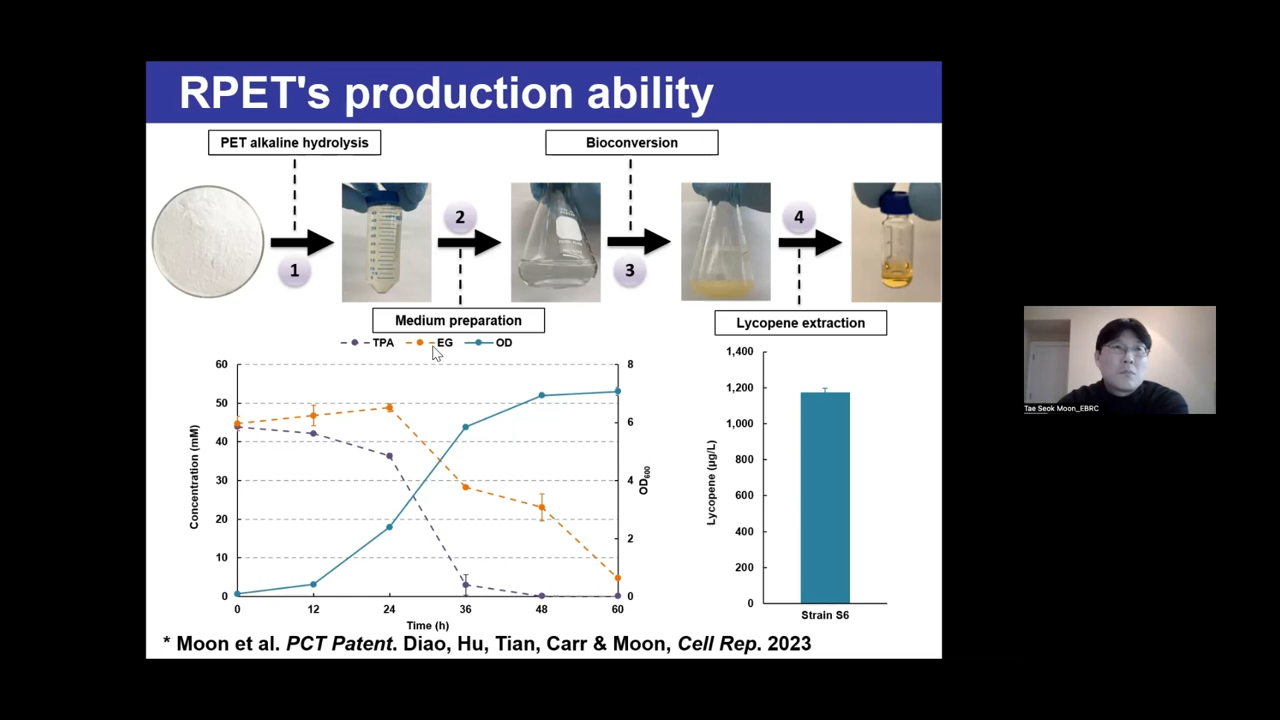 RPET's production ability
PET alkaline hydrolysis
Bioconversion
1
2
3
4
Medium preparation
Lycopene extraction
TPA
EG
OD
60
50
40
30
20
10
0
Concentration (mM)
8
6
4
2
0
OD600
0
12
24
36
48
60
Time (h)
1,400
1,200
1,000
800
600
400
200
0
Lycopene (µg/L)
Strain S6
* Moon et al. PCT Patent. Diao, Hu, Tian, Carr & Moon, Cell Rep. 2023
Tae Seok Moon_EBRC